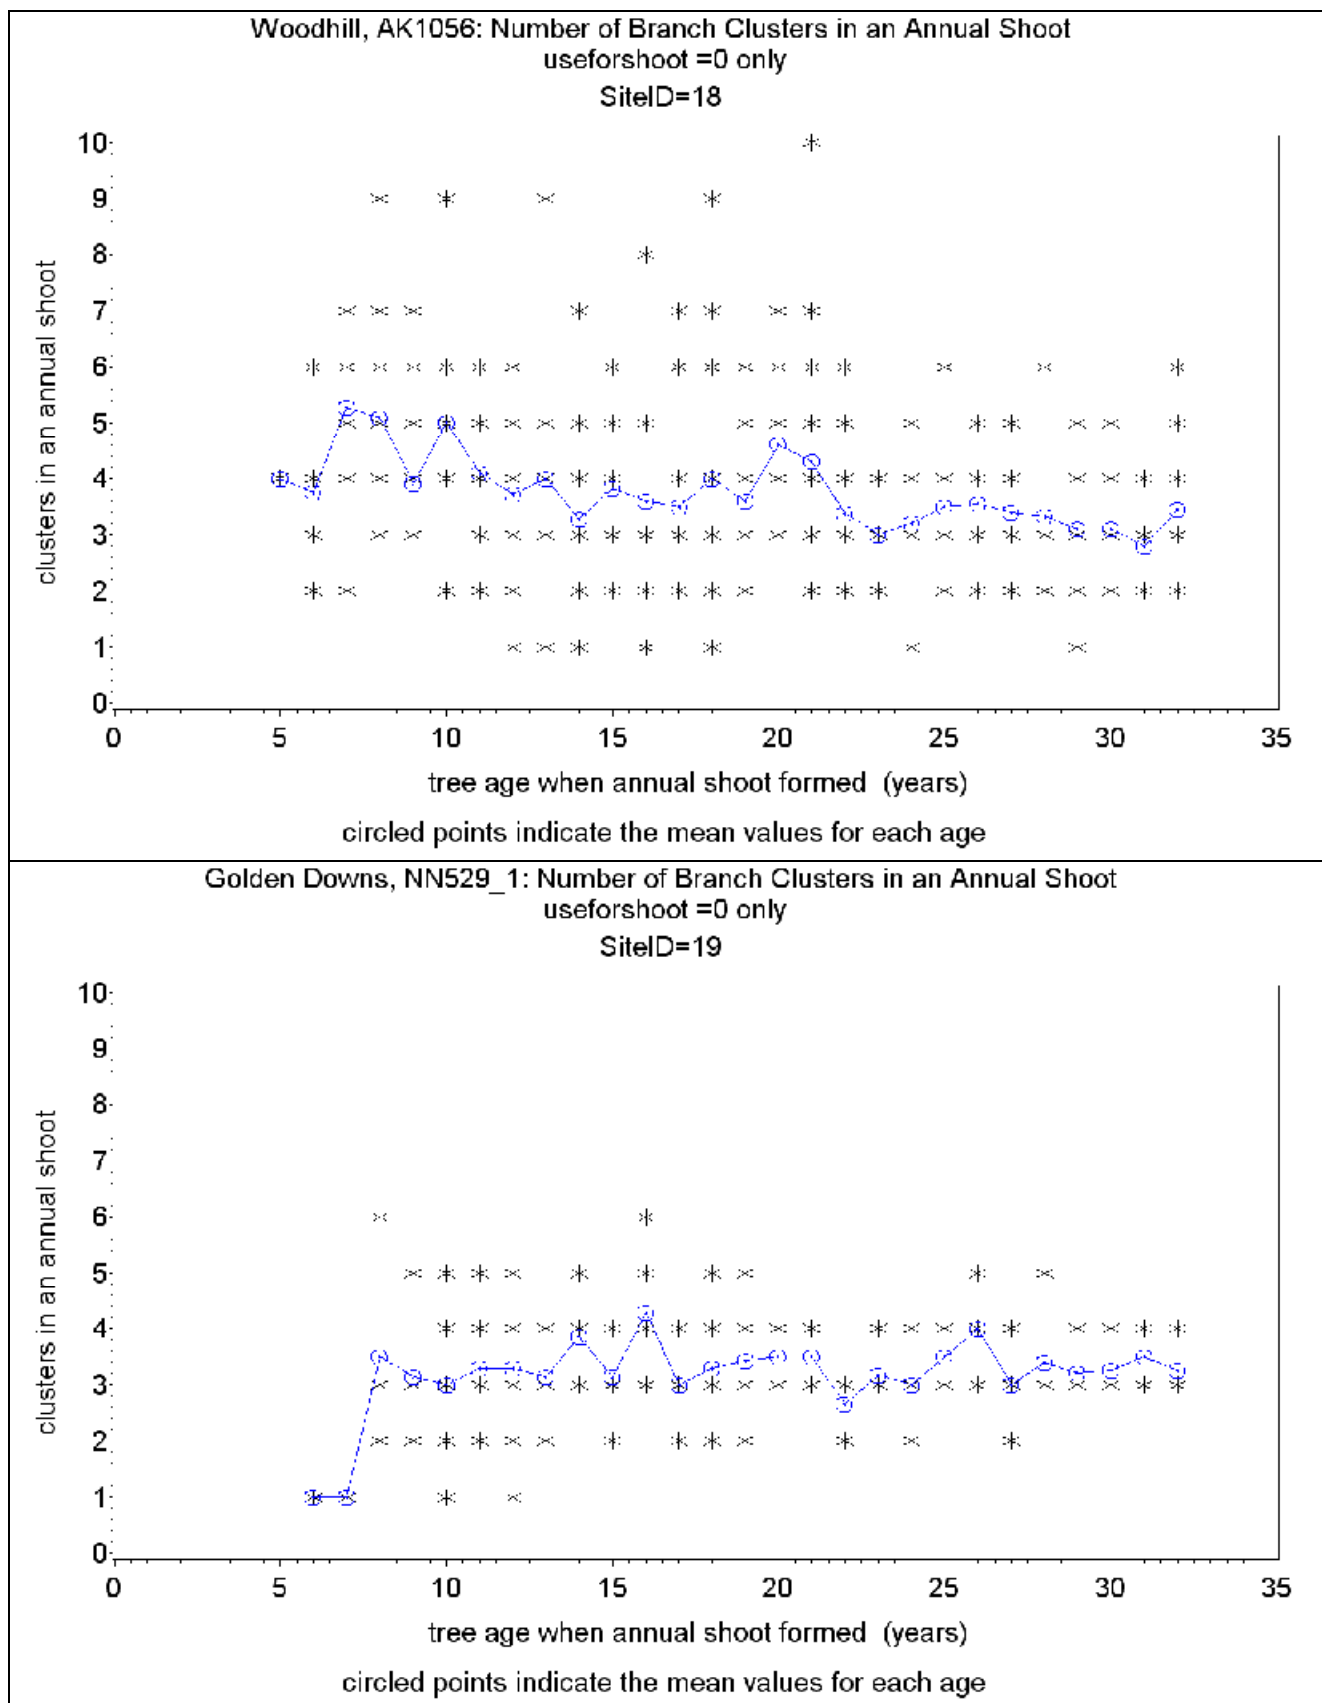 Woodhill, AK1056: Number of Branch Clusters in an Annual Shoot
useforshoot =0 only
SiteID=18
clusters in an annual shoot
10
9
8
7
6
5
4
3
2
1
0
0 5 10 15 20 25 30 35
tree age when annual shoot formed (years)
circled points indicate the mean values for each age
Golden Downs, NN529_1: Number of Branch Clusters in an Annual Shoot
useforshoot =0 only
SiteID=19
clusters in an annual shoot
10
9
8
7
6
5
4
3
2
1
0
0 5 10 15 20 25 30 35
tree age when annual shoot formed (years)
circled points indicate the mean values for each age